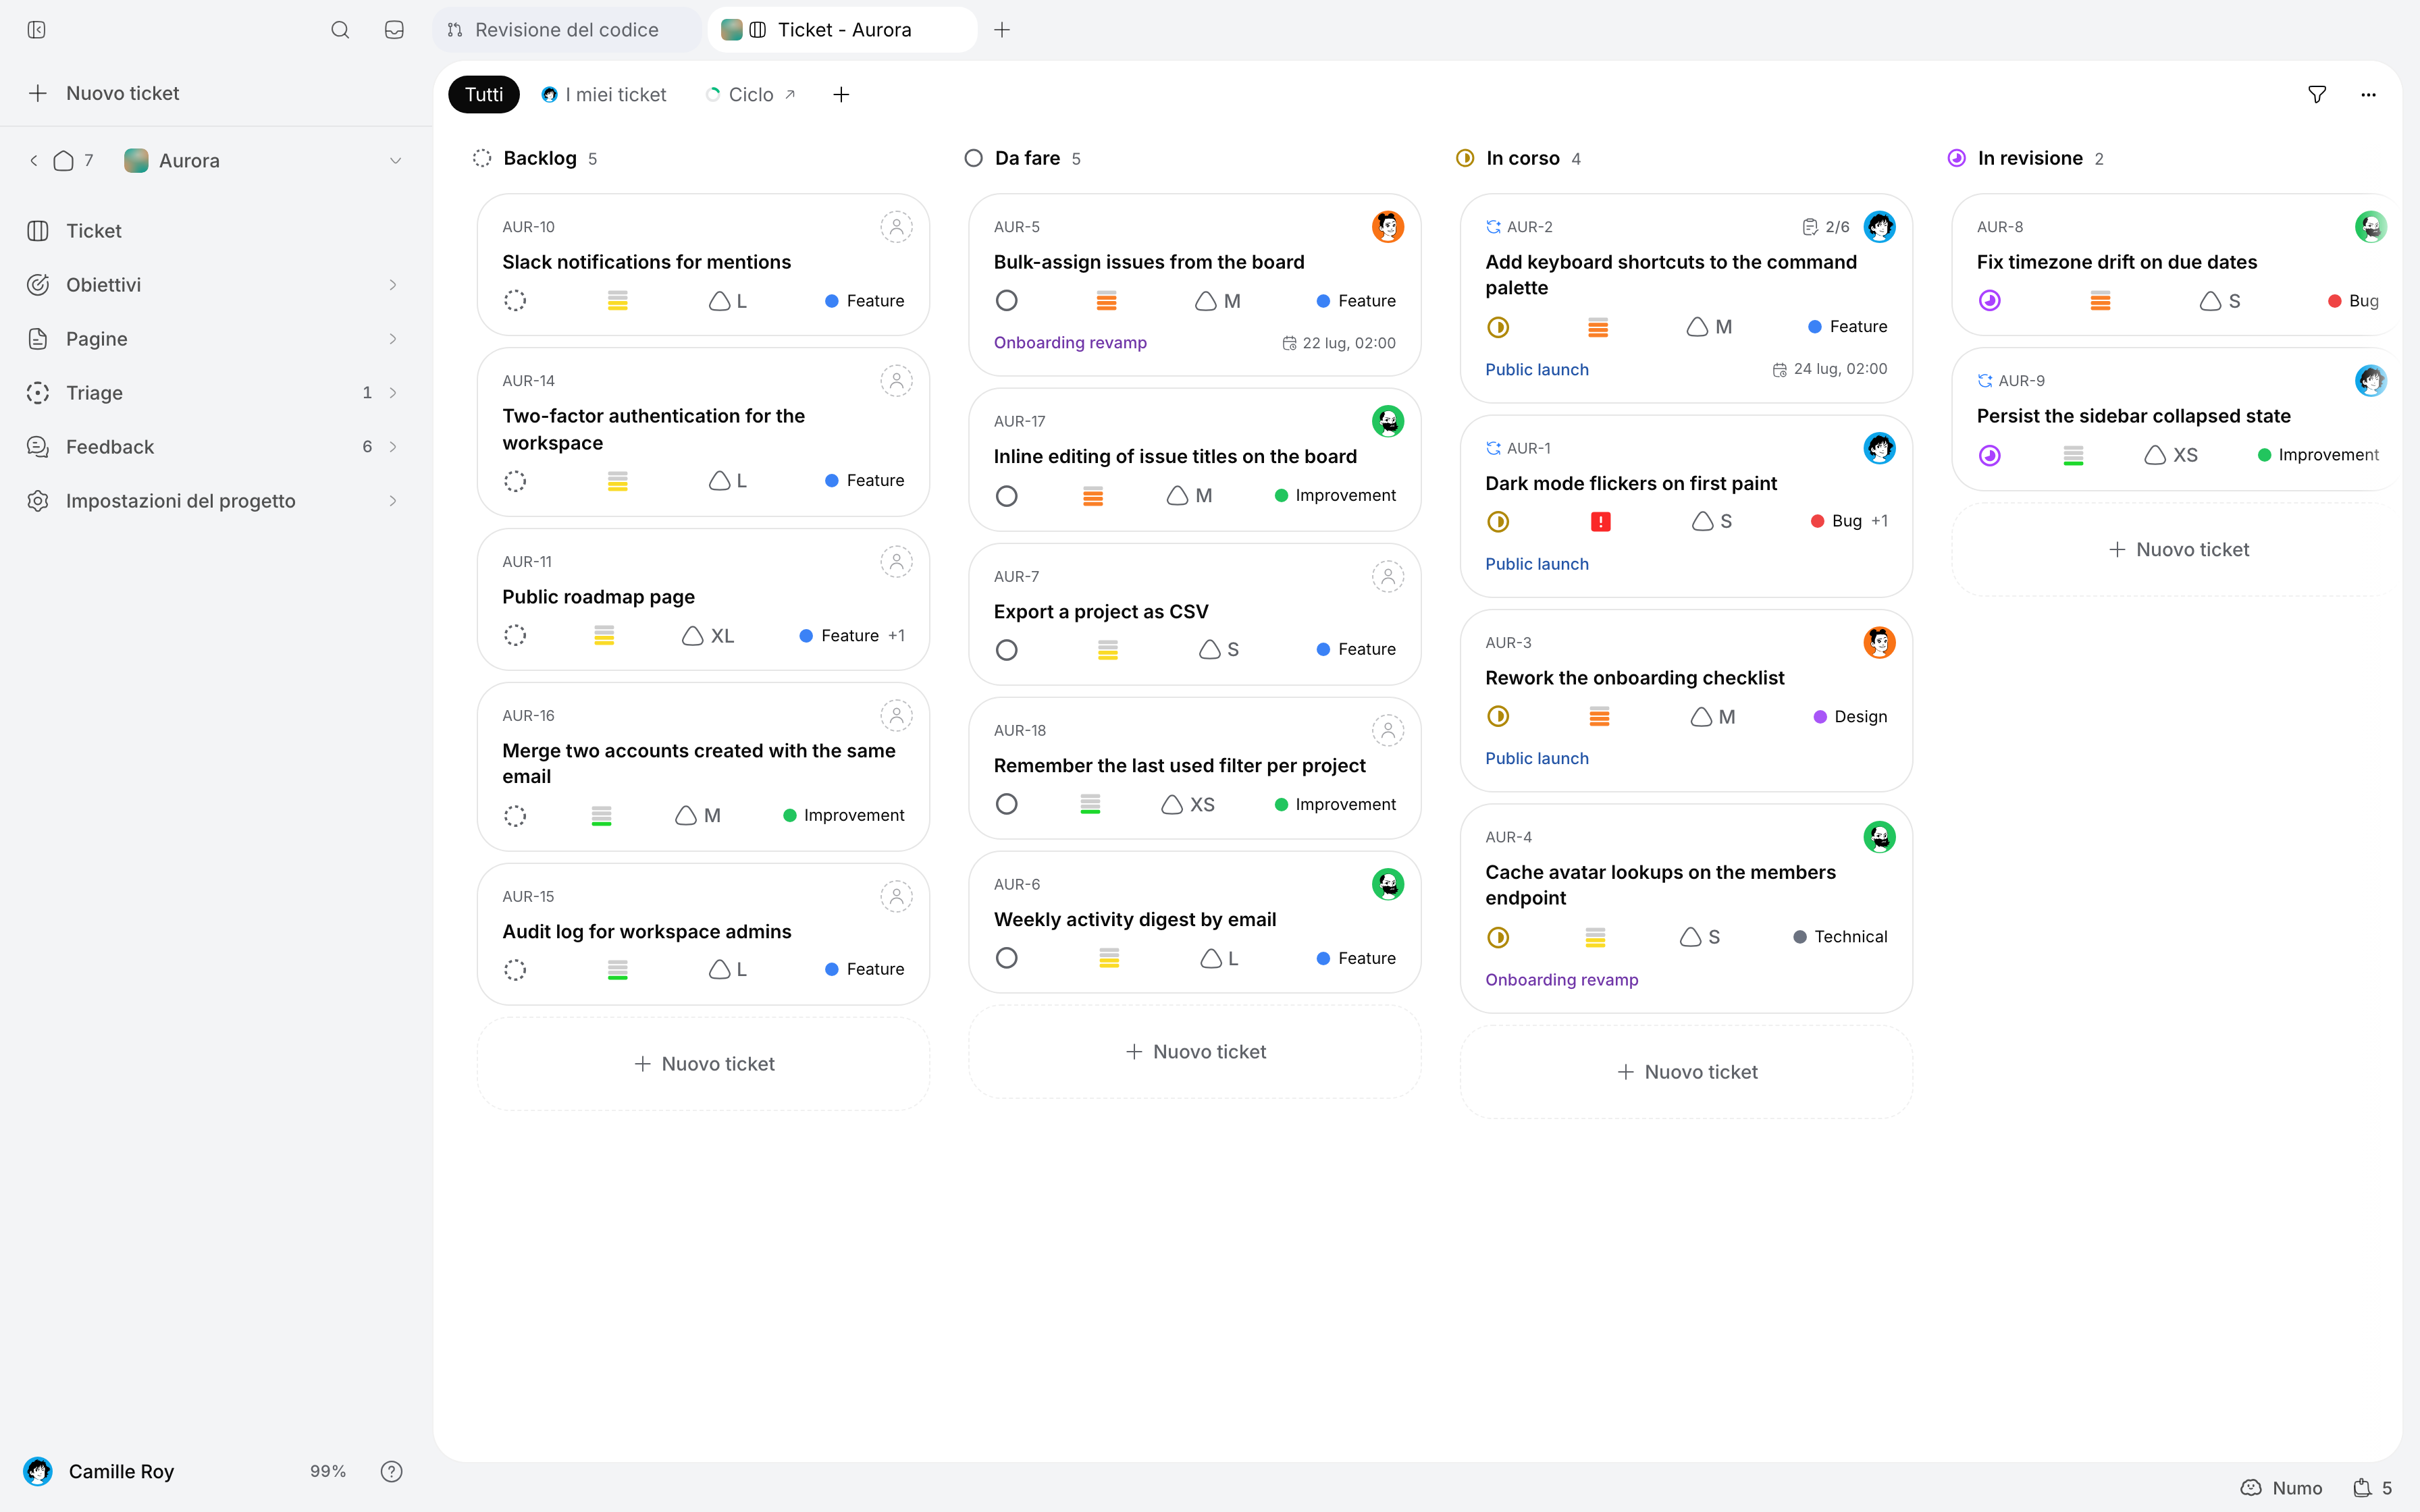 Revisione del codice
Ticket - Aurora
Nuovo ticket
7
Aurora
Ticket
Obiettivi
Pagine
Triage 1
Feedback 6
Impostazioni del progetto
Camille Roy
99%
Tutti
I miei ticket
Ciclo
Backlog 5
AUR-10
Slack notifications for mentions
L Feature
AUR-14
Two-factor authentication for the
workspace
L Feature
AUR-11
Public roadmap page
XL Feature +1
AUR-16
Merge two accounts created with the same
email
M Improvement
AUR-15
Audit log for workspace admins
L Feature
Nuovo ticket
Da fare 5
AUR-5
Bulk-assign issues from the board
M Feature
Onboarding revamp 22 lug, 02:00
AUR-17
Inline editing of issue titles on the board
M Improvement
AUR-7
Export a project as CSV
S Feature
AUR-18
Remember the last used filter per project
XS Improvement
AUR-6
Weekly activity digest by email
L Feature
Nuovo ticket
In corso 4
AUR-2 2/6
Add keyboard shortcuts to the command
palette
M Feature
Public launch 24 lug, 02:00
AUR-1
Dark mode flickers on first paint
S Bug +1
Public launch
AUR-3
Rework the onboarding checklist
M Design
Public launch
AUR-4
Cache avatar lookups on the members
endpoint
S Technical
Onboarding revamp
Nuovo ticket
In revisione 2
AUR-8
Fix timezone drift on due dates
S Bug
AUR-9
Persist the sidebar collapsed state
XS Improvement
Nuovo ticket
Numo
5